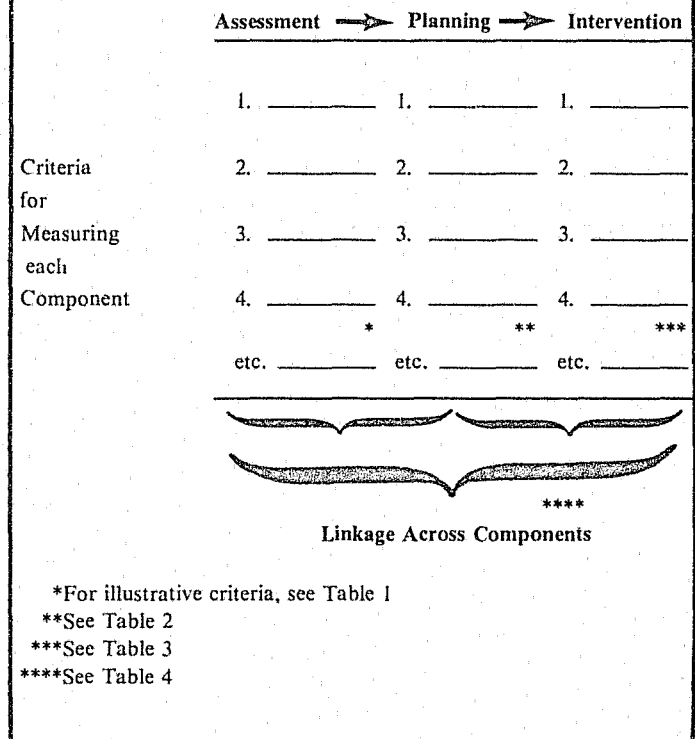 Assessment Planning Intervention
1. 1. 1.
Criteria 2. 2. 2.
for
Measuring 3. 3. 3.
each
Component 4. 4. 4.
* ** ***
etc. etc. etc.
****
Linkage Across Components
*For illustrative criteria, see Table 1
**See Table 2
***See Table 3
****See Table 4